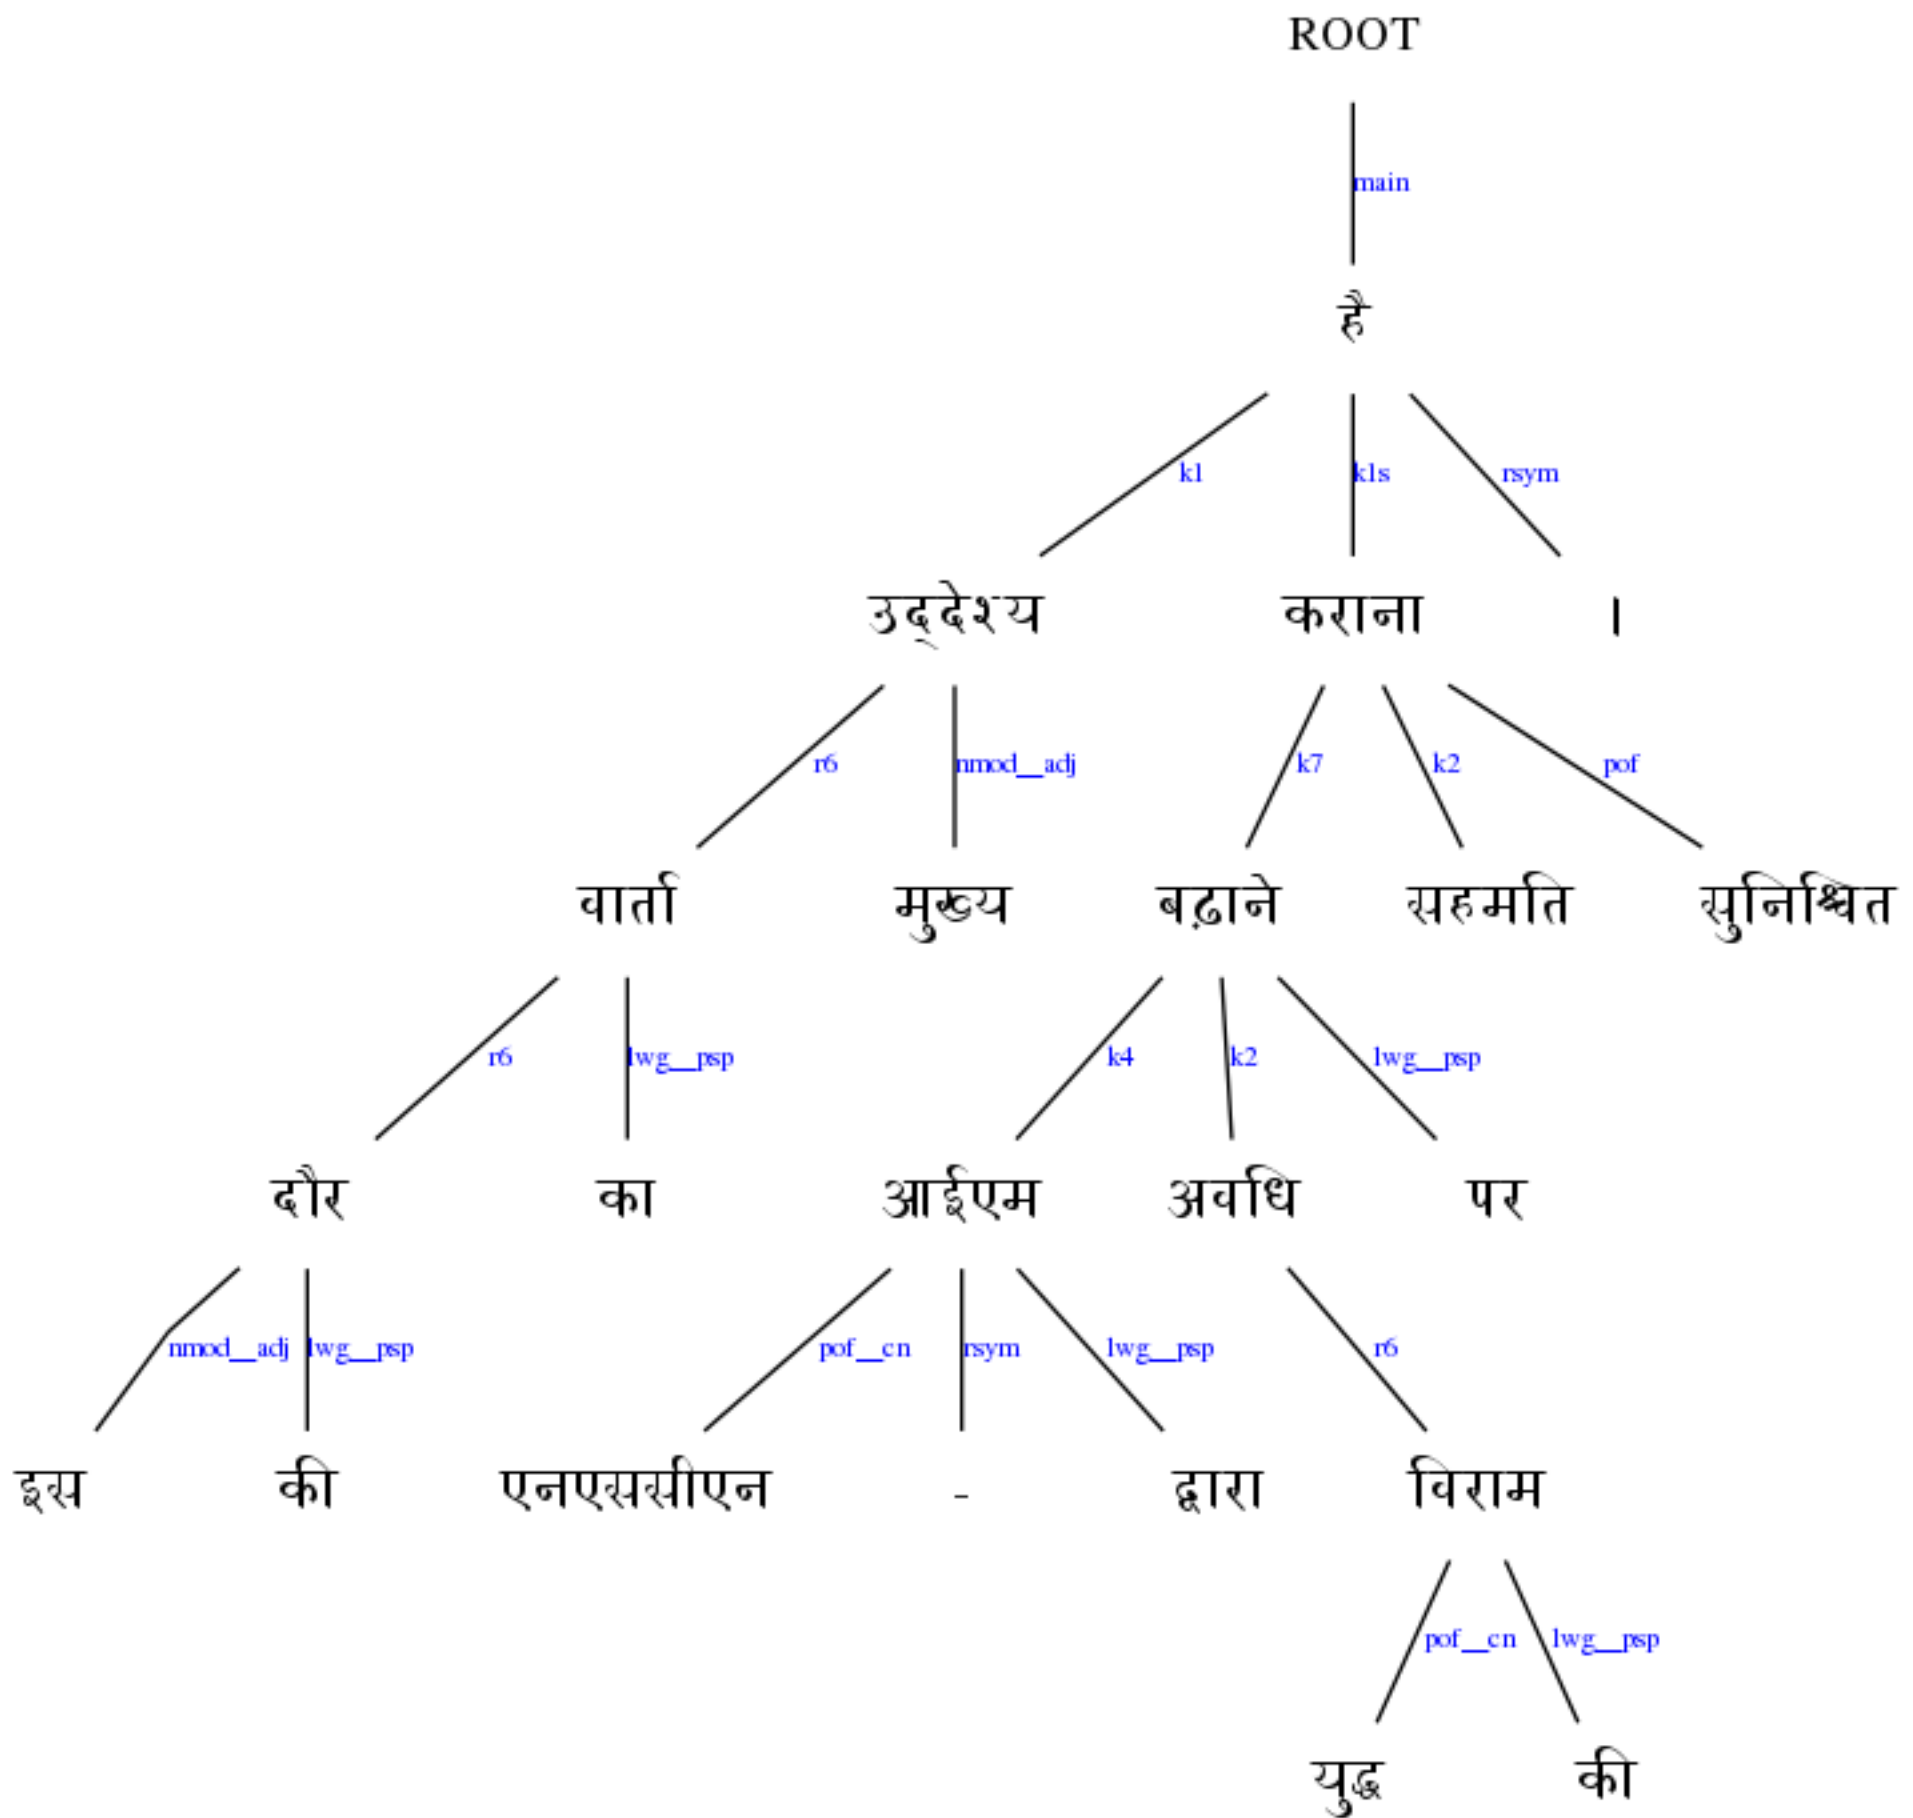 ROOT
main
है
k1 k1s rsym
उद्देश्य कराना ।
r6 nmod__adj k7 k2 pof
वार्ता मुख्य बढ़ाने सहमति सुनिश्चित
r6 lwg__psp k4 k2 lwg__psp
दौर का आईएम अवधि पर
nmod__adj lwg__psp pof__cn rsym lwg__psp r6
इस की एनएससीएन - द्वारा विराम
pof__cn lwg__psp
युद्ध की